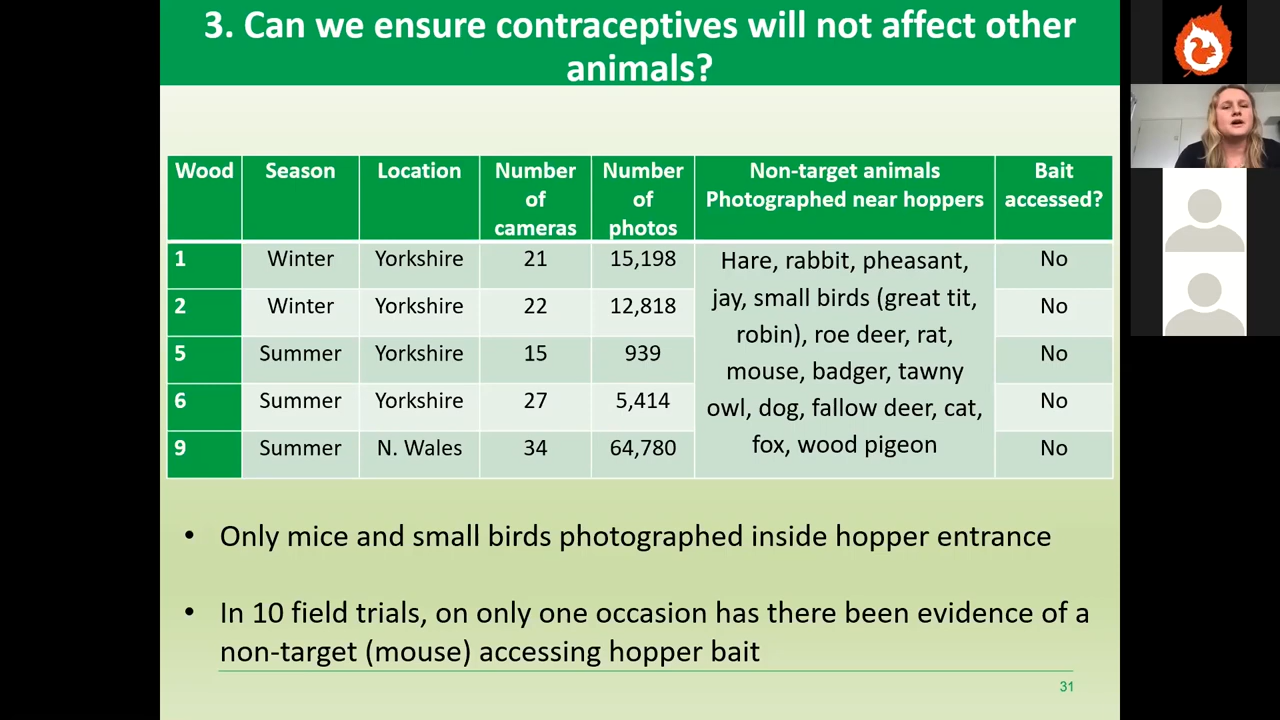 3. Can we ensure contraceptives will not affect other
animals?
Wood Season Location Number of cameras Number of photos Non-target animals Photographed near hoppers Bait accessed?
1 Winter Yorkshire 21 15,198 No
2 Winter Yorkshire 22 12,818 No
5 Summer Yorkshire 15 939 No
6 Summer Yorkshire 27 5,414 No
9 Summer N. Wales 34 64,780 No
Hare, rabbit, pheasant,
jay, small birds (great tit,
robin), roe deer, rat,
mouse, badger, tawny
owl, dog, fallow deer, cat,
fox, wood pigeon
• Only mice and small birds photographed inside hopper entrance
• In 10 field trials, on only one occasion has there been evidence of a
non-target (mouse) accessing hopper bait
31